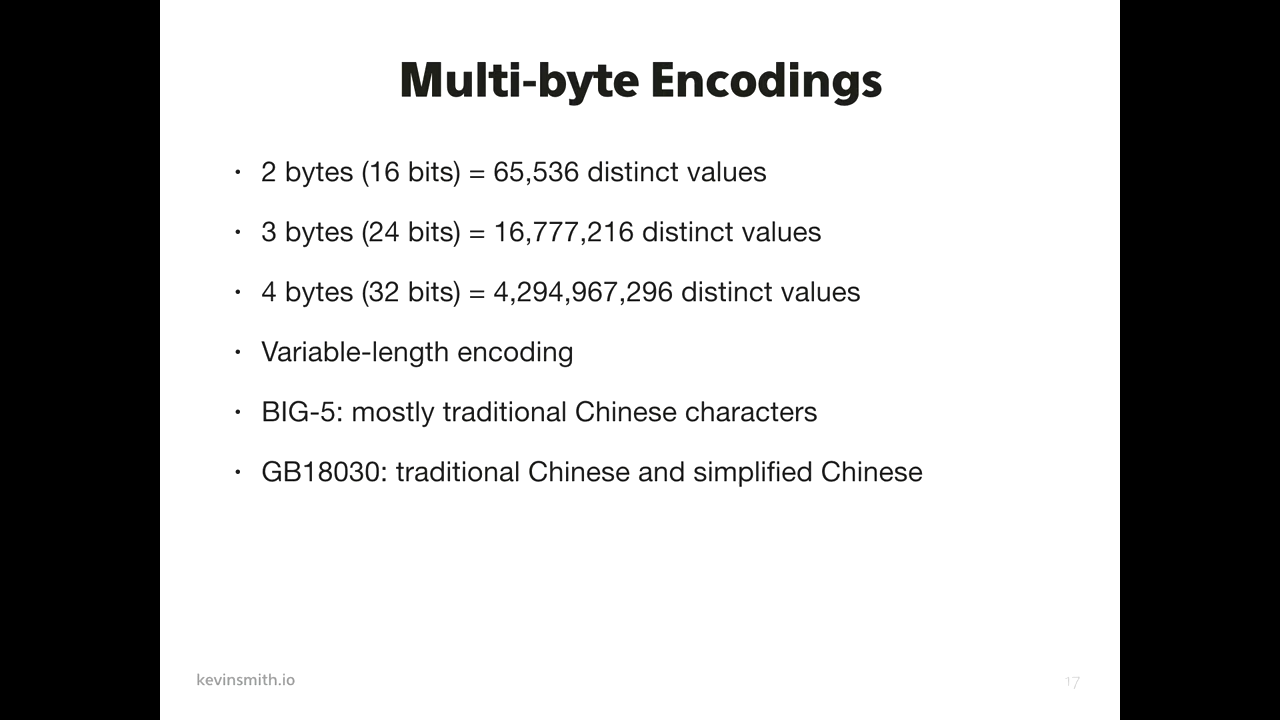 Multi-byte Encodings
• 2 bytes (16 bits) = 65,536 distinct values
• 3 bytes (24 bits) = 16,777,216 distinct values
• 4 bytes (32 bits) = 4,294,967,296 distinct values
• Variable-length encoding
• BIG-5: mostly traditional Chinese characters
• GB18030: traditional Chinese and simplified Chinese
kevinsmith.io
17